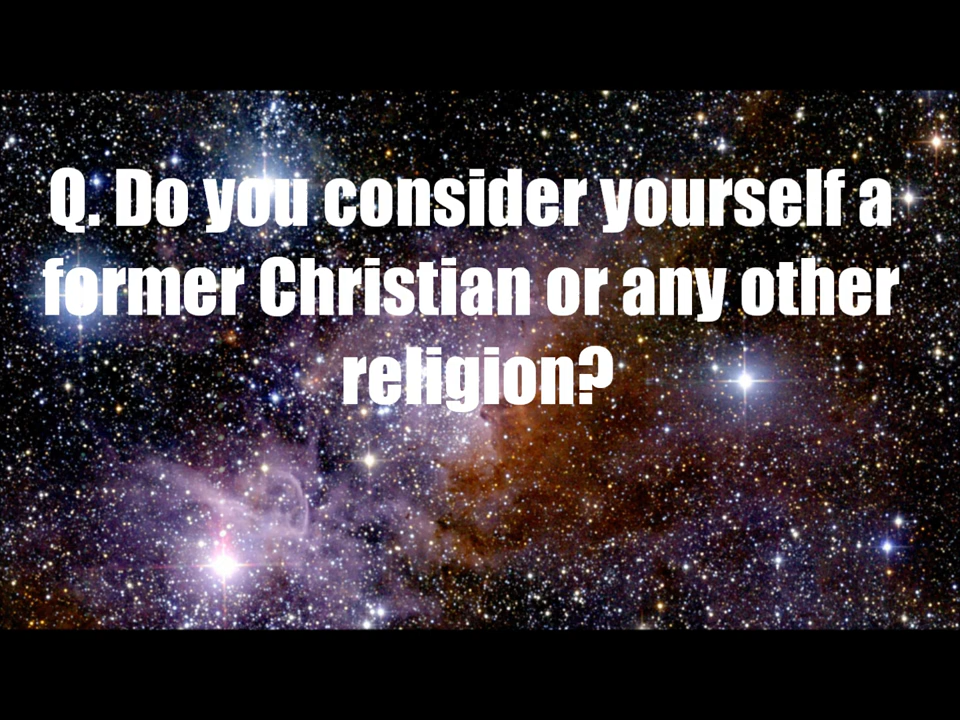 Q. Do you consider yourself a
former Christian or any other
religion?